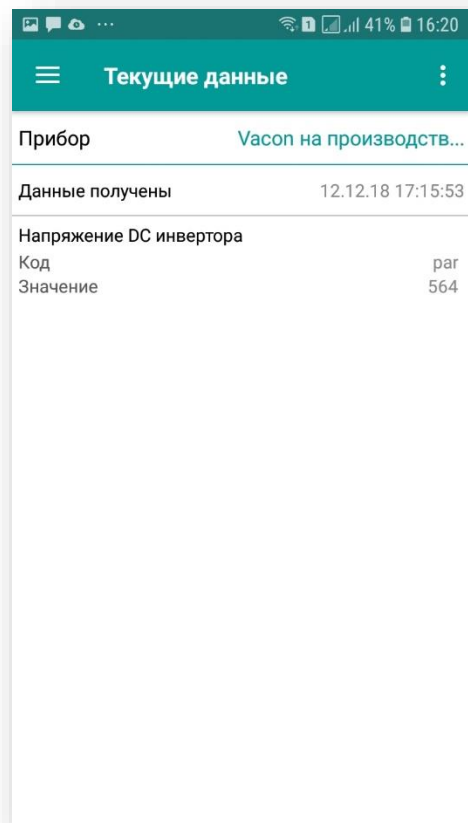 41% 16:20
Текущие данные
Прибор Vacon на производств...
Данные получены 12.12.18 17:15:53
Напряжение DC инвертора
Код par
Значение 564